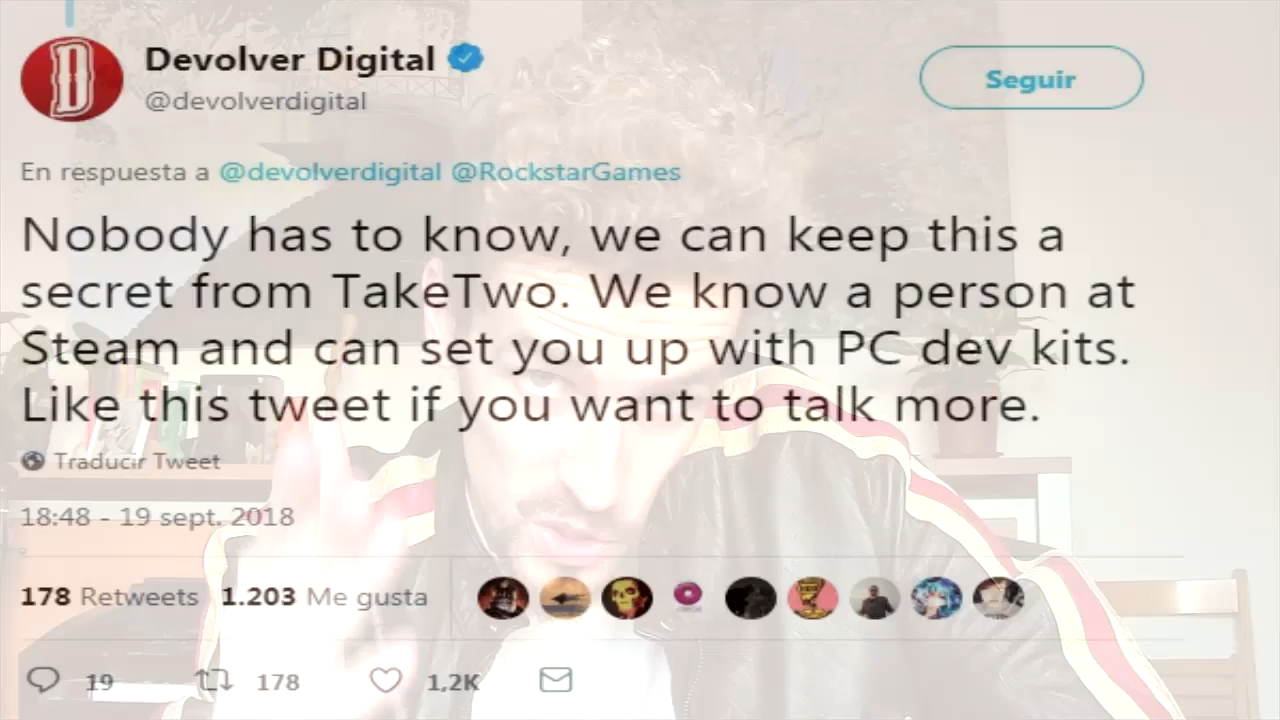 Devolver Digital
@devolverdigital
Seguir
En respuesta a @devolverdigital @RockstarGames
Nobody has to know, we can keep this a
secret from TakeTwo. We know a person at
Steam and can set you up with PC dev kits.
Like this tweet if you want to talk more.
Traducir Tweet
18:48 - 19 sept. 2018
178 Retweets 1.203 Me gusta
19 178 1,2K